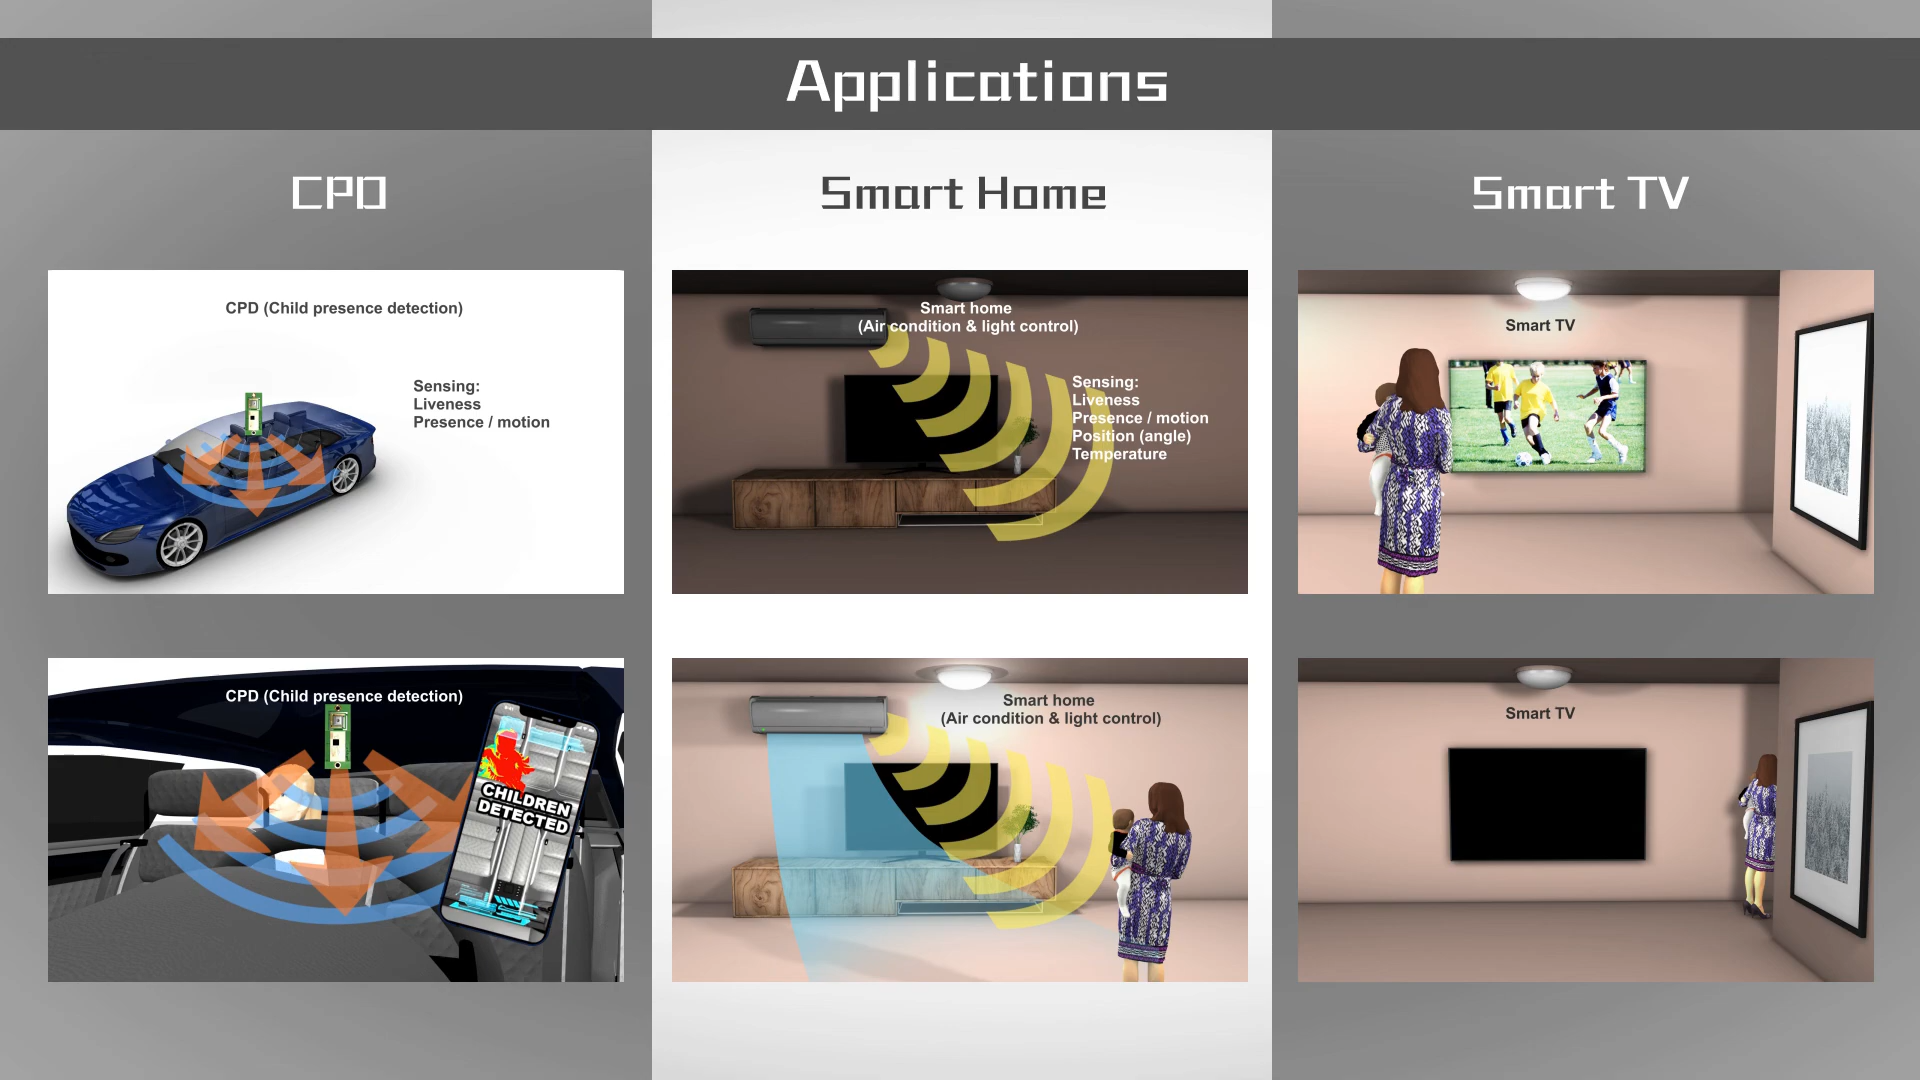 Applications
CPD
CPD (Child presence detection)
Sensing:
Liveness
Presence / motion
CPD (Child presence detection)
CHILDREN
DETECTED
Smart Home
Smart home
(Air condition & light control)
Sensing:
Liveness
Presence / motion
Position (angle)
Temperature
Smart home
(Air condition & light control)
Smart TV
Smart TV
Smart TV